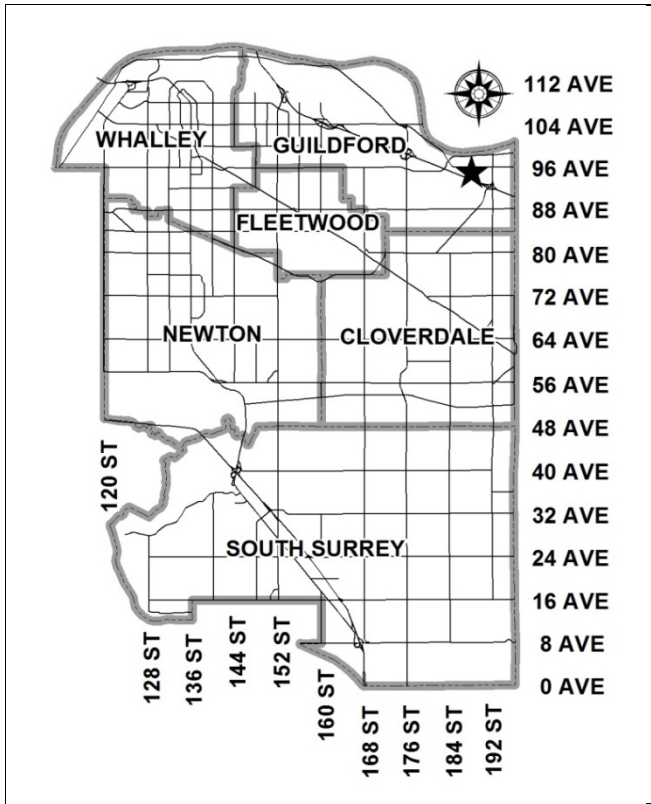 112 AVE
104 AVE
WHALLEY
GUILDFORD
96 AVE
88 AVE
FLEETWOOD
80 AVE
72 AVE
NEWTON
CLOVERDALE
64 AVE
56 AVE
48 AVE
120 ST
40 AVE
32 AVE
SOUTH SURREY
24 AVE
16 AVE
128 ST
136 ST
144 ST
152 ST
8 AVE
160 ST
0 AVE
168 ST
176 ST
184 ST
192 ST